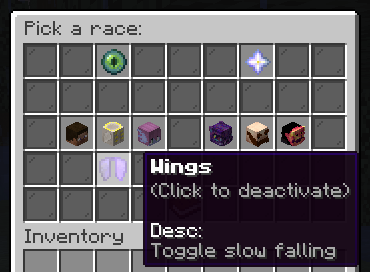 Pick a race:
Wings
(Click to deactivate)
Desc:
Toggle slow falling
Inventory